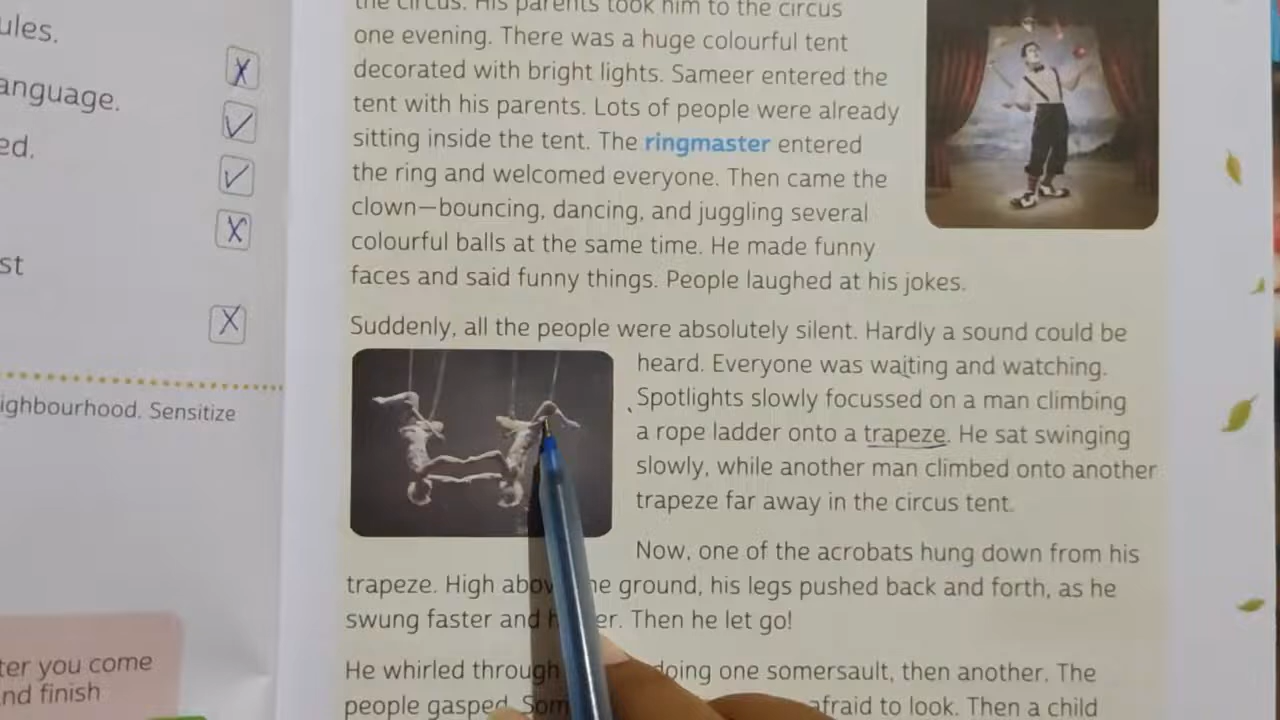 ules.
anguage.
ed.
st
ighbourhood. Sensitize
ter you come
nd finish
the circus. His parents took him to the circus
one evening. There was a huge colourful tent
decorated with bright lights. Sameer entered the
tent with his parents. Lots of people were already
sitting inside the tent. The ringmaster entered
the ring and welcomed everyone. Then came the
clown—bouncing, dancing, and juggling several
colourful balls at the same time. He made funny
faces and said funny things. People laughed at his jokes.
Suddenly, all the people were absolutely silent. Hardly a sound could be
heard. Everyone was waiting and watching.
Spotlights slowly focussed on a man climbing
a rope ladder onto a trapeze. He sat swinging
slowly, while another man climbed onto another
trapeze far away in the circus tent.
Now, one of the acrobats hung down from his
trapeze. High abov he ground, his legs pushed back and forth, as he
swung faster and h er. Then he let go!
He whirled through doing one somersault, then another. The
people gasped. Som afraid to look. Then a child